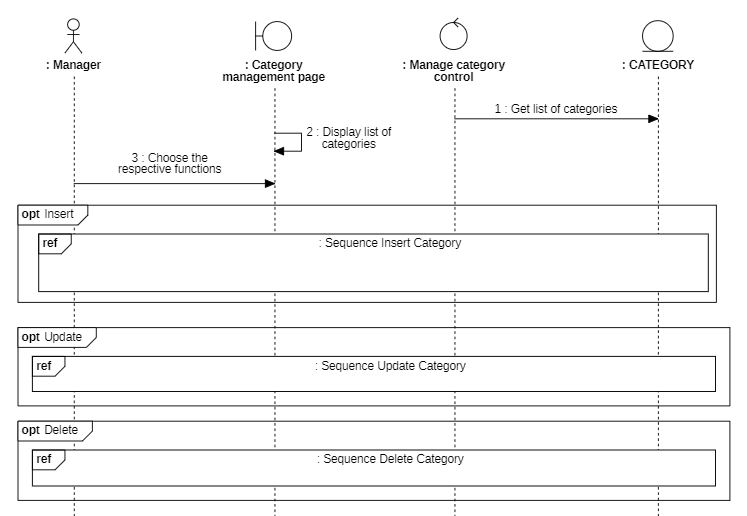 : Manager
: Category
management page
: Manage category
control
: CATEGORY
1 : Get list of categories
2 : Display list of
categories
3 : Choose the
respective functions
opt Insert
ref
: Sequence Insert Category
opt Update
ref
: Sequence Update Category
opt Delete
ref
: Sequence Delete Category